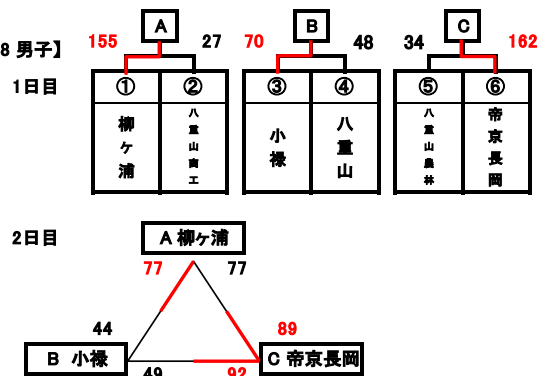 A B C
155 27 70 48 34 162
8 男子】
1日目
① ② ③ ④ ⑤ ⑥
柳ヶ浦
八重山商工
小禄
八重山
八重山農林
帝京長岡
2日目
A 柳ヶ浦
77 77
44 89
B 小禄
C 帝京長岡
49 92